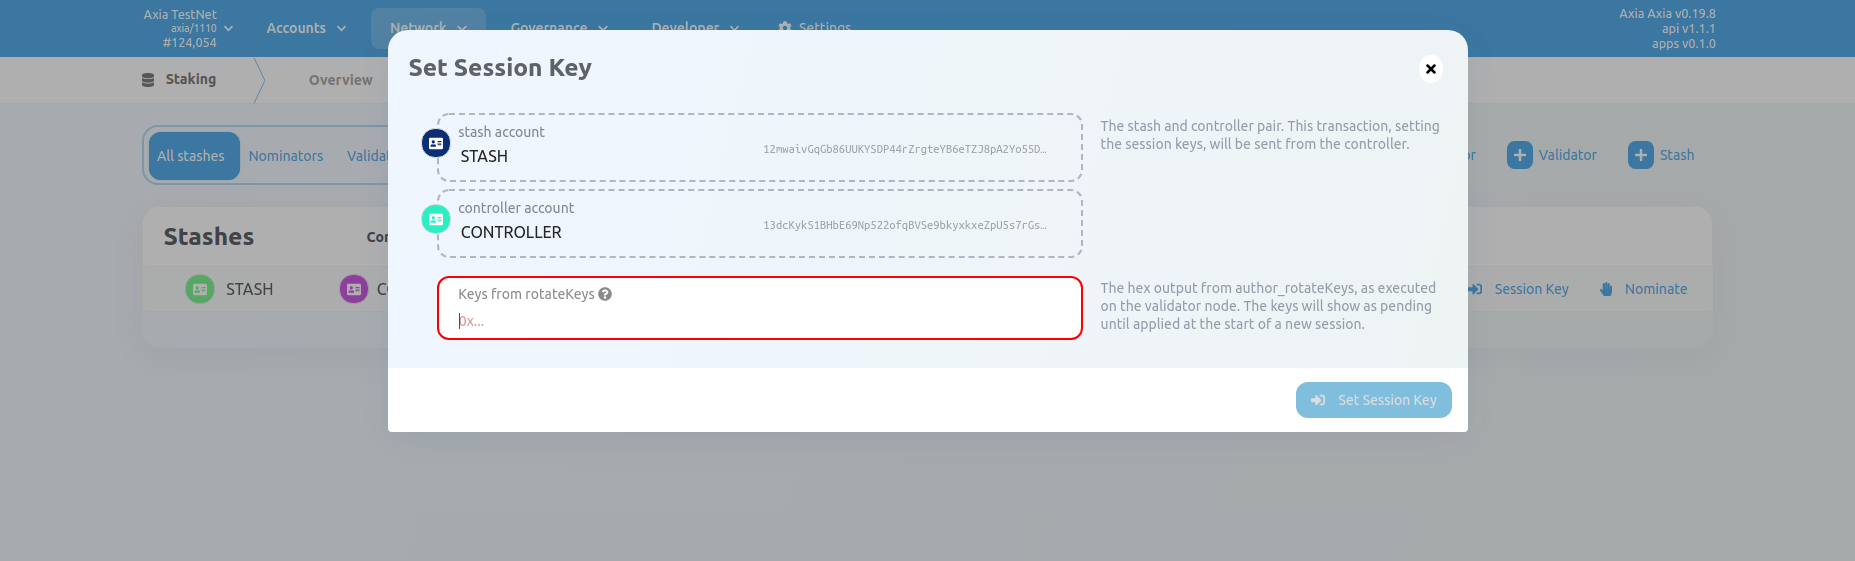 Axia TestNet
axia/1110
#124,054
Accounts
Network
Governance
Developer
Settings
Axia Axia v0.19.8
api v1.1.1
apps v0.1.0
Staking
Overview
Set Session Key
stash account
STASH
12mwaivGqGb86UUKYSDP44rZrgteYB6eTZJ8pA2Yo55D…
The stash and controller pair. This transaction, setting
the session keys, will be sent from the controller.
All stashes
Nominators
Validator
Stash
controller account
CONTROLLER
13dcKykS1BHbE69Np522ofqBVSe9bkyxkxeZpU5s7rGs…
Stashes
STASH
Keys from rotateKeys
0x...
The hex output from author_rotateKeys, as executed
on the validator node. The keys will show as pending
until applied at the start of a new session.
Session Key
Nominate
Set Session Key